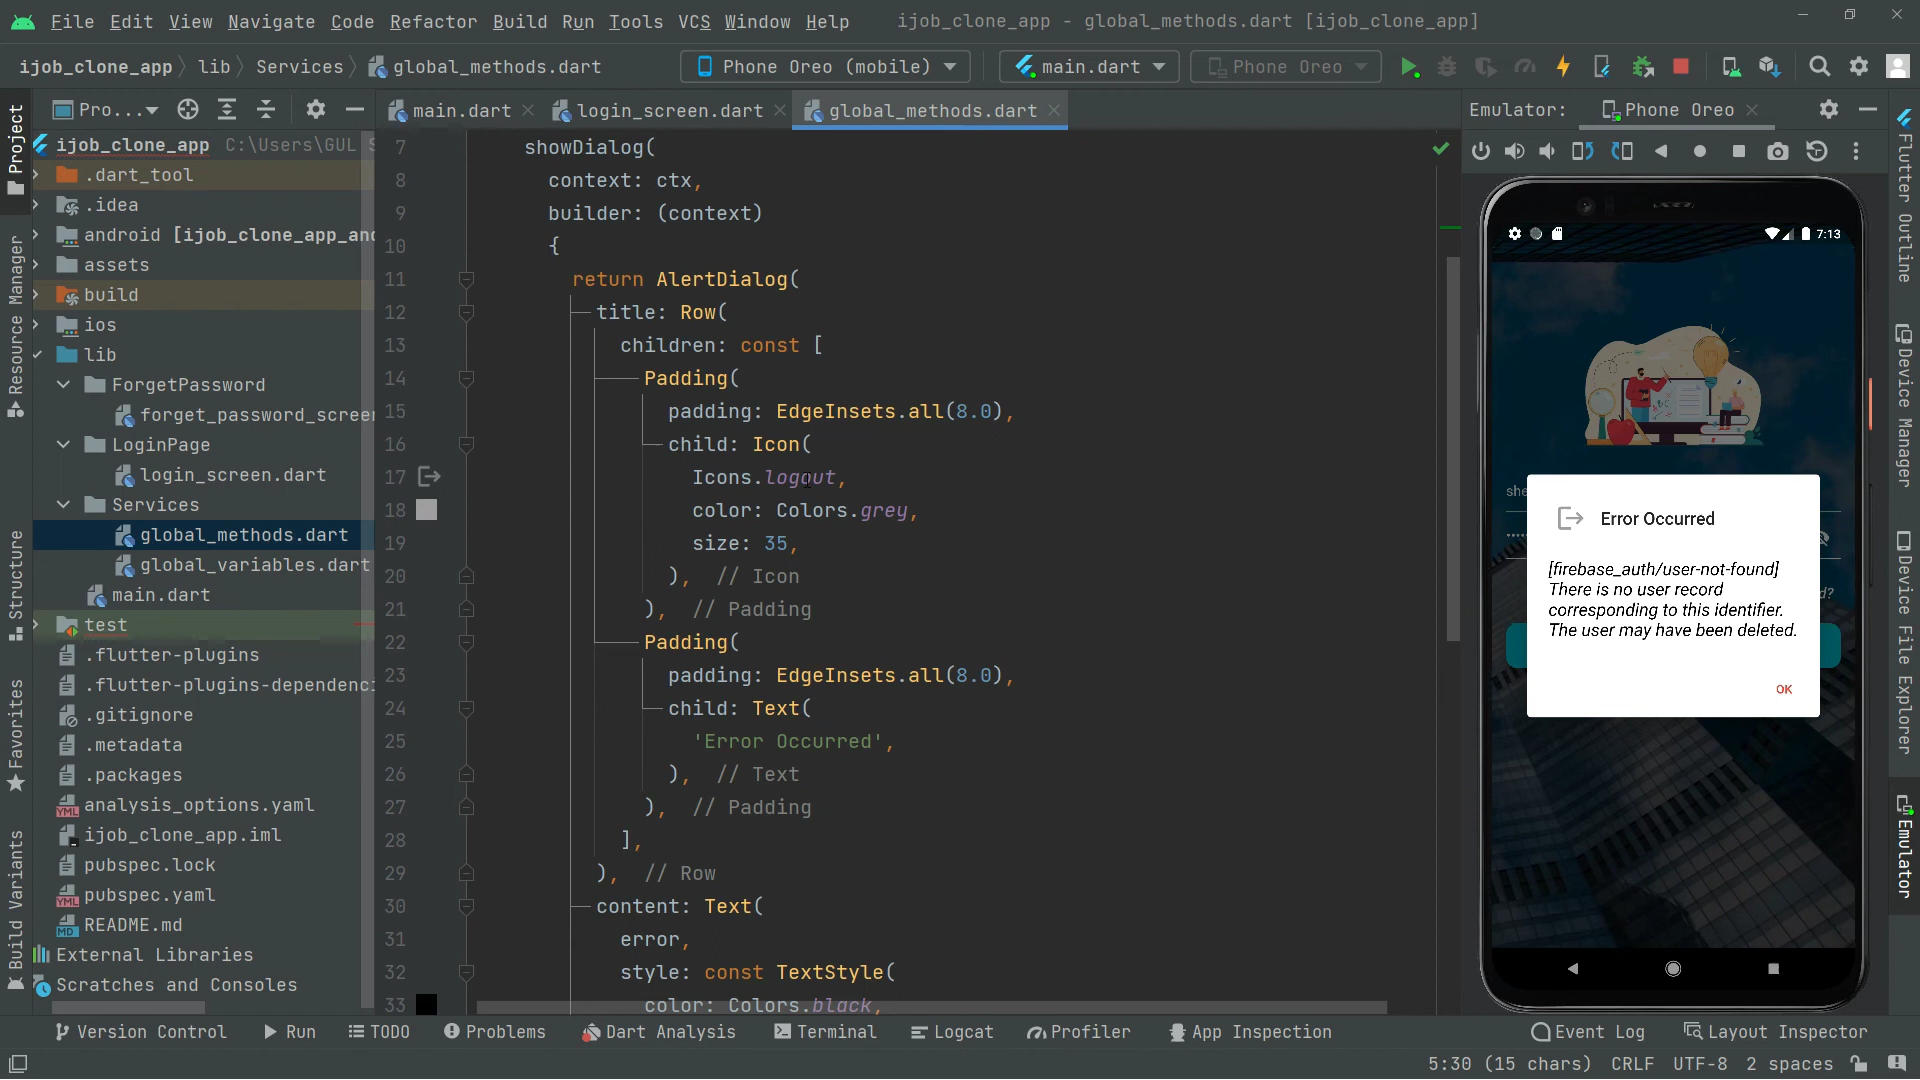 File Edit View Navigate Code Refactor Build Run Tools VCS Window Help ijob_clone_app - global_methods.dart [ijob_clone_app]
ijob_clone_app lib Services global_methods.dart Phone Oreo (mobile) main.dart Phone Oreo
Pro... main.dart login_screen.dart global_methods.dart Emulator: Phone Oreo
Project
Resource Manager
Structure
Favorites
Build Variants
ijob_clone_app C:\Users\GUL S
.dart_tool
.idea
android [ijob_clone_app_and
assets
build
ios
lib
ForgetPassword
forget_password_screen
LoginPage
login_screen.dart
Services
global_methods.dart
global_variables.dart
main.dart
test
.flutter-plugins
.flutter-plugins-dependenci
.gitignore
.metadata
.packages
analysis_options.yaml
ijob_clone_app.iml
pubspec.lock
pubspec.yaml
README.md
External Libraries
Scratches and Consoles
7 showDialog(
8 context: ctx,
9 builder: (context)
10 {
11 return AlertDialog(
12 title: Row(
13 children: const [
14 Padding(
15 padding: EdgeInsets.all(8.0),
16 child: Icon(
17 Icons.logout,
18 color: Colors.grey,
19 size: 35,
20 ), // Icon
21 ), // Padding
22 Padding(
23 padding: EdgeInsets.all(8.0),
24 child: Text(
25 'Error Occurred',
26 ), // Text
27 ), // Padding
28 ],
29 ), // Row
30 content: Text(
31 error,
32 style: const TextStyle(
33 color: Colors.black,
7:13
she
Error Occurred
[firebase_auth/user-not-found]
There is no user record
corresponding to this identifier.
The user may have been deleted.
d?
OK
Flutter Outline
Device Manager
Device File Explorer
Emulator
Version Control Run TODO Problems Dart Analysis Terminal Logcat Profiler App Inspection Event Log Layout Inspector
5:30 (15 chars) CRLF UTF-8 2 spaces